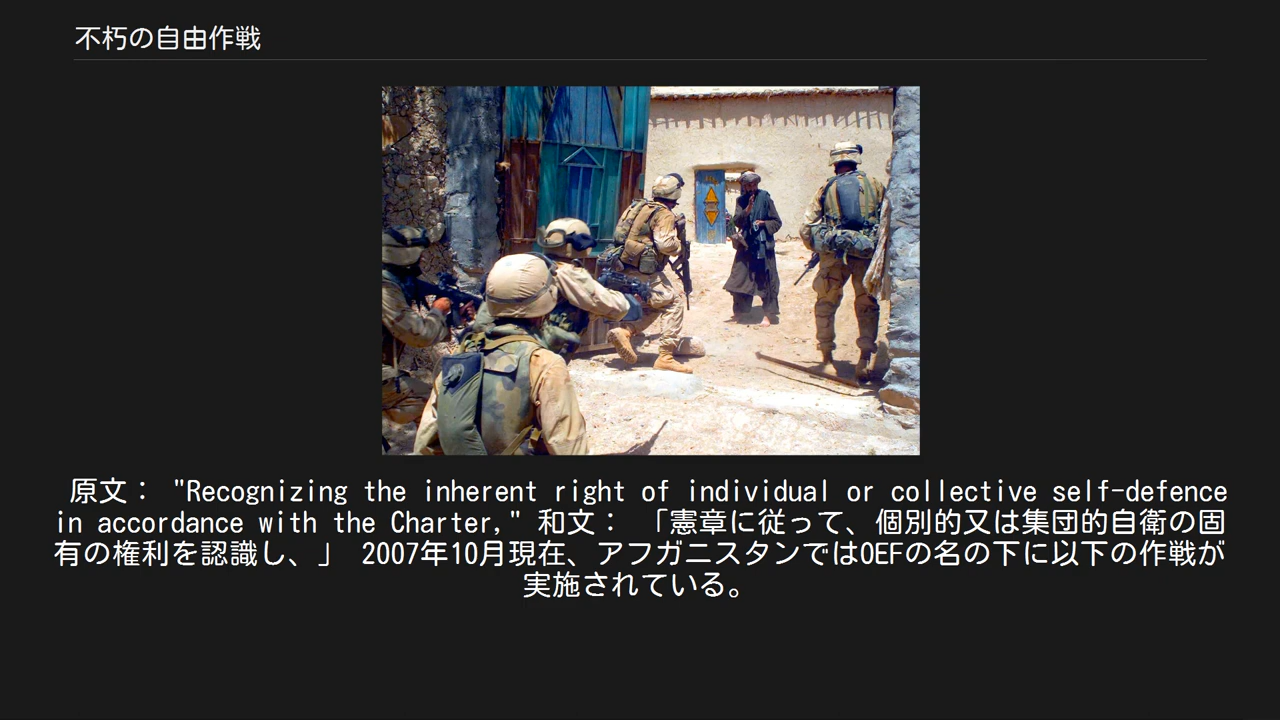 不朽の自由作戦
原文： "Recognizing the inherent right of individual or collective self-defence
in accordance with the Charter," 和文： 「憲章に従って、個別的又は集団的自衛の固
有の権利を認識し、」 2007年10月現在、アフガニスタンではOEFの名の下に以下の作戦が
実施されている。